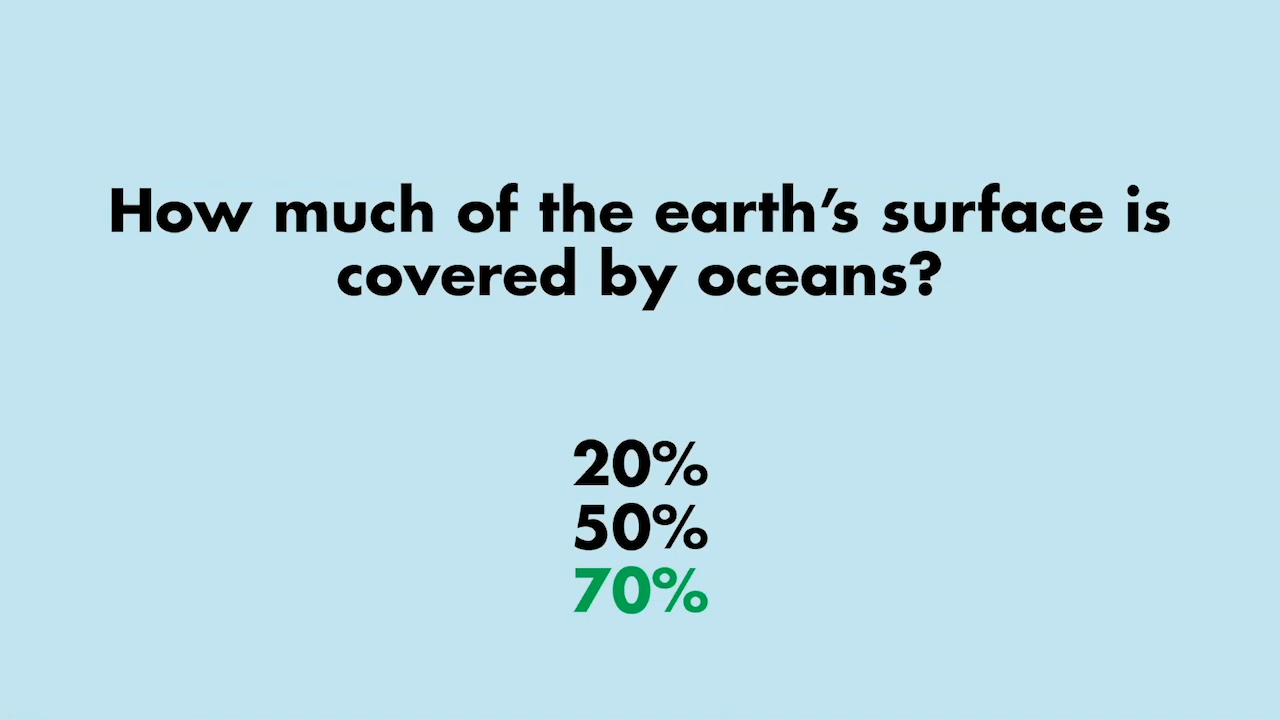 How much of the earth’s surface is
covered by oceans?
20%
50%
70%